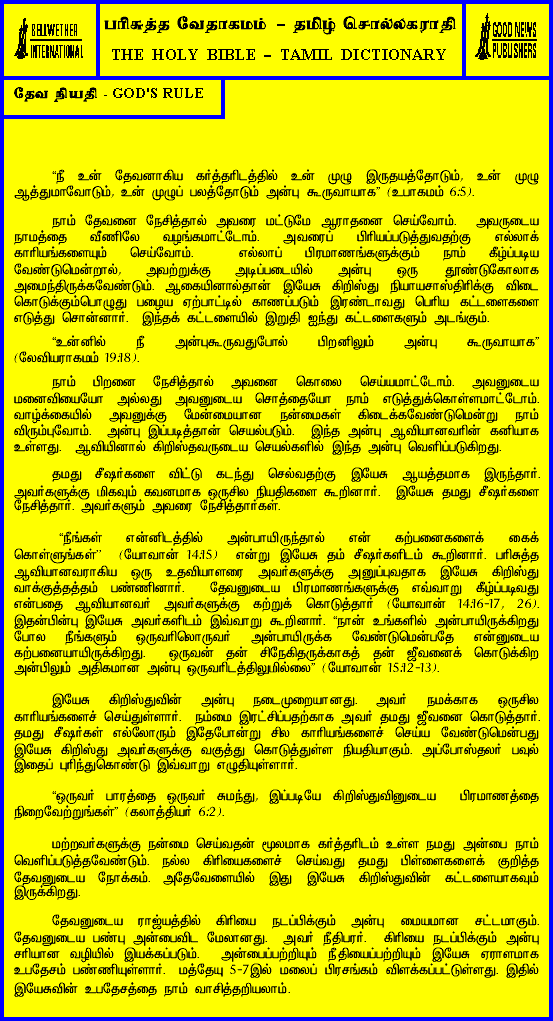 BELLWETHER
INTERNATIONAL
பரிசுத்த வேதாகமம் – தமிழ் சொல்லகராதி
THE HOLY BIBLE – TAMIL DICTIONARY
GOOD NEWS
PUBLISHERS
தேவ நியதி - GOD'S RULE
"நீ உன் தேவனாகிய கர்த்தரிடத்தில் உன் முழு இருதயத்தோடும், உன் முழு
ஆத்துமாவோடும், உன் முழுப் பலத்தோடும் அன்பு கூருவாயாக" (உபாகமம் 6:5).
நாம் தேவனை நேசித்தால் அவரை மட்டுமே ஆராதனை செய்வோம். அவருடைய
நாமத்தை வீணிலே வழங்கமாட்டோம். அவரைப் பிரியப்படுத்துவதற்கு எல்லாக்
காரியங்களையும் செய்வோம். எல்லாப் பிரமாணங்களுக்கும் நாம் கீழ்ப்படிய
வேண்டுமென்றால், அவற்றுக்கு அடிப்படையில் அன்பு ஒரு தூண்டுகோலாக
அமைந்திருக்கவேண்டும். ஆகையினால்தான் இயேசு கிறிஸ்து நியாயசாஸ்திரிக்கு விடை
கொடுக்கும்பொழுது பழைய ஏற்பாட்டில் காணப்படும் இரண்டாவது பெரிய கட்டளைகளை
எடுத்து சொன்னார். இந்தக் கட்டளையில் இறுதி ஐந்து கட்டளைகளும் அடங்கும்.
"உன்னில் நீ அன்புகூருவதுபோல் பிறனிலும் அன்பு கூருவாயாக"
(லேவியராகமம் 19:18).
நாம் பிறனை நேசித்தால் அவனை கொலை செய்யமாட்டோம். அவனுடைய
மனைவியையோ அல்லது அவனுடைய சொத்தையோ நாம் எடுத்துக்கொள்ளமாட்டோம்.
வாழ்க்கையில் அவனுக்கு மேன்மையான நன்மைகள் கிடைக்கவேண்டுமென்று நாம்
விரும்புவோம். அன்பு இப்படித்தான் செயல்படும். இந்த அன்பு ஆவியானவரின் கனியாக
உள்ளது. ஆவியினால் கிறிஸ்தவருடைய செயல்களில் இந்த அன்பு வெளிப்படுகிறது.
தமது சீஷர்களை விட்டு கடந்து செல்வதற்கு இயேசு ஆயத்தமாக இருந்தார்.
அவர்களுக்கு மிகவும் கவனமாக ஒருசில நியதிகளை கூறினார். இயேசு தமது சீஷர்களை
நேசித்தார். அவர்களும் அவரை நேசித்தார்கள்.
"நீங்கள் என்னிடத்தில் அன்பாயிருந்தால் என் கற்பனைகளைக் கைக்
கொள்ளுங்கள்" (யோவான் 14:15) என்று இயேசு தம் சீஷர்களிடம் கூறினார். பரிசுத்த
ஆவியானவராகிய ஒரு உதவியாளரை அவர்களுக்கு அனுப்புவதாக இயேசு கிறிஸ்து
வாக்குத்தத்தம் பண்ணினார். தேவனுடைய பிரமாணங்களுக்கு எவ்வாறு கீழ்ப்படிவது
என்பதை ஆவியானவர் அவர்களுக்கு கற்றுக் கொடுத்தார் (யோவான் 14:16-17, 26).
இதன்பின்பு இயேசு அவர்களிடம் இவ்வாறு கூறினார். "நான் உங்களில் அன்பாயிருக்கிறது
போல நீங்களும் ஒருவரிலொருவர் அன்பாயிருக்க வேண்டுமென்பதே என்னுடைய
கற்பனையாயிருக்கிறது. ஒருவன் தன் சிநேகிதருக்காகத் தன் ஜீவனைக் கொடுக்கிற
அன்பிலும் அதிகமான அன்பு ஒருவரிடத்திலுமில்லை" (யோவான் 15:12-13).
இயேசு கிறிஸ்துவின் அன்பு நடைமுறையானது. அவர் நமக்காக ஒருசில
காரியங்களைச் செய்துள்ளார். நம்மை இரட்சிப்பதற்காக அவர் தமது ஜீவனை கொடுத்தார்.
தமது சீஷர்கள் எல்லோரும் இதேபோன்று சில காரியங்களைச் செய்ய வேண்டுமென்பது
இயேசு கிறிஸ்து அவர்களுக்கு வகுத்து கொடுத்துள்ள நியதியாகும். அப்போஸ்தலர் பவுல்
இதைப் புரிந்துகொண்டு இவ்வாறு எழுதியுள்ளார்.
"ஒருவர் பாரத்தை ஒருவர் சுமந்து, இப்படியே கிறிஸ்துவினுடைய பிரமாணத்தை
நிறைவேற்றுங்கள்" (கலாத்தியர் 6:2).
மற்றவர்களுக்கு நன்மை செய்வதன் மூலமாக கர்த்தரிடம் உள்ள நமது அன்பை நாம்
வெளிப்படுத்தவேண்டும். நல்ல கிரியைகளைச் செய்வது தமது பிள்ளைகளைக் குறித்த
தேவனுடைய நோக்கம். அதேவேளையில் இது இயேசு கிறிஸ்துவின் கட்டளையாகவும்
இருக்கிறது.
தேவனுடைய ராஜ்யத்தில் கிரியை நடப்பிக்கும் அன்பு மையமான சட்டமாகும்.
தேவனுடைய பண்பு அன்பைவிட மேலானது. அவர் நீதிபரர். கிரியை நடப்பிக்கும் அன்பு
சரியான வழியில் இயக்கப்படும். அன்பைப்பற்றியும் நீதியைப்பற்றியும் இயேசு ஏராளமாக
உபதேசம் பண்ணியுள்ளார். மத்தேயு 5-7இல் மலைப் பிரசங்கம் விளக்கப்பட்டுள்ளது. இதில்
இயேசுவின் உபதேசத்தை நாம் வாசித்தறியலாம்.